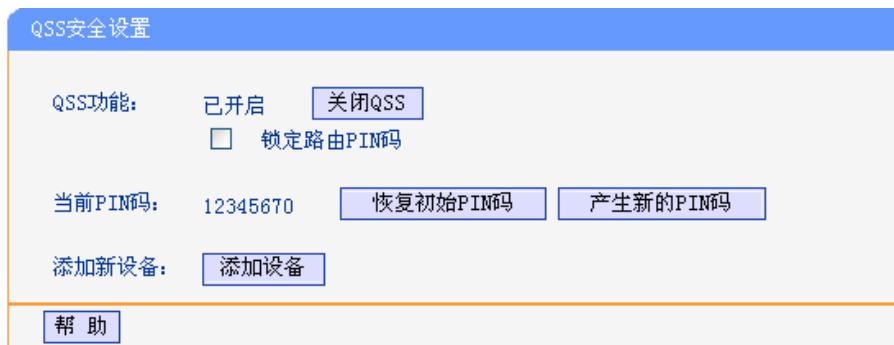 QSS安全设置
QSS功能: 已开启 关闭QSS
锁定路由PIN码
当前PIN码: 12345670 恢复初始PIN码 产生新的PIN码
添加新设备: 添加设备
帮 助